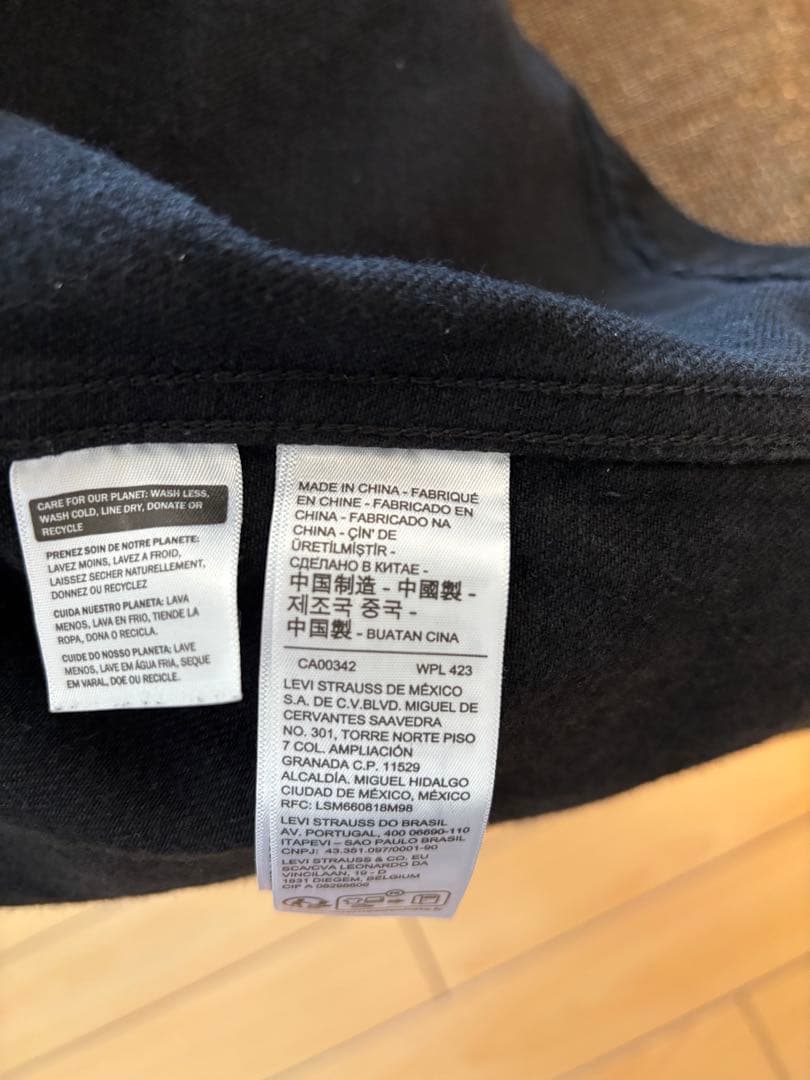 CARE FOR OUR PLANET: WASH LESS,
WASH COLD, LINE DRY, DONATE OR
RECYCLE
PRENEZ SOIN DE NOTRE PLANETE:
LAVEZ MOINS, LAVEZ A FROID,
LAISSEZ SECHER NATURELLEMENT,
DONNEZ OU RECYCLEZ
CUIDA NUESTRO PLANETA: LAVA
MENOS, LAVA EN FRIO, TIENDE LA
ROPA, DONA O RECICLA.
CUIDE DO NOSSO PLANETA: LAVE
MENOS, LAVE EM ÁGUA FRIA, SEQUE
EM VARAL, DOE OU RECICLE.
MADE IN CHINA - FABRIQUÉ
EN CHINE - FABRICADO EN
CHINA - FABRICADO NA
CHINA - ÇİN' DE
ÜRETİLMİŞTİR -
СДЕЛАНО В КИТАЕ -
中国制造 - 中國製 -
제조국 중국 -
中国製 - BUATAN CINA
CA00342 WPL 423
LEVI STRAUSS DE MÉXICO
S.A. DE C.V.BLVD. MIGUEL DE
CERVANTES SAAVEDRA
NO. 301, TORRE NORTE PISO
7 COL. AMPLIACIÓN
GRANADA C.P. 11529
ALCALDÍA. MIGUEL HIDALGO
CIUDAD DE MÉXICO, MÉXICO
RFC: LSM660818M98
LEVI STRAUSS DO BRASIL
AV. PORTUGAL, 400 06690-110
ITAPEVI – SAO PAULO BRASIL
CNPJ: 43.351.097/0001-90
LEVI STRAUSS & CO. EU
SCA/CVA LEONARDO DA
VINCILAAN, 19 - D
1831 DIEGEM, BELGIUM
CIF A 08298609